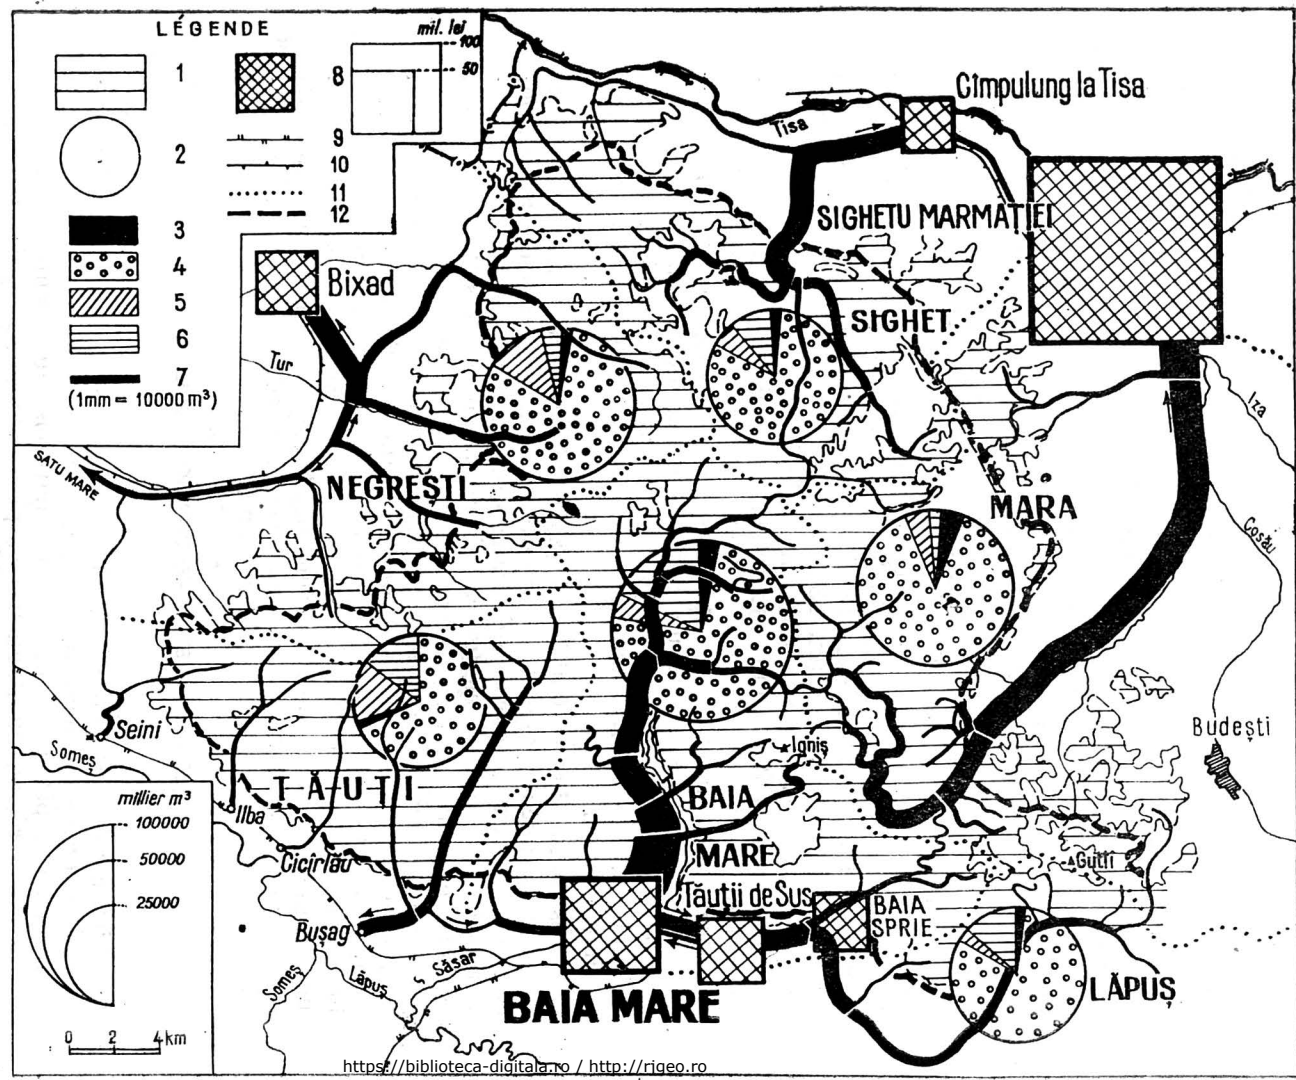 LÉGENDE
1
2
3
4
5
6
7
(1mm = 10000 m³)
8
9
10
11
12
mil. lei
100
50
Cîmpulung la Tisa
Tisa
SIGHETU MARMAȚIEI
Bixad
Tur
SIGHET
Iza
SATU MARE
NEGREȘTI
MARA
Cosău
Seini
Someș
Igniș
Budești
TĂUȚI
Ilba
BAIA
MARE
millier m³
100000
50000
25000
Cicîrlău
Gutîi
Tăuții de Sus
BAIA
SPRIE
Bușag
Someș
Lăpuș
Săsar
LĂPUȘ
BAIA MARE
0 2 4km
https://biblioteca-digitala.ro / http://rjgeo.ro